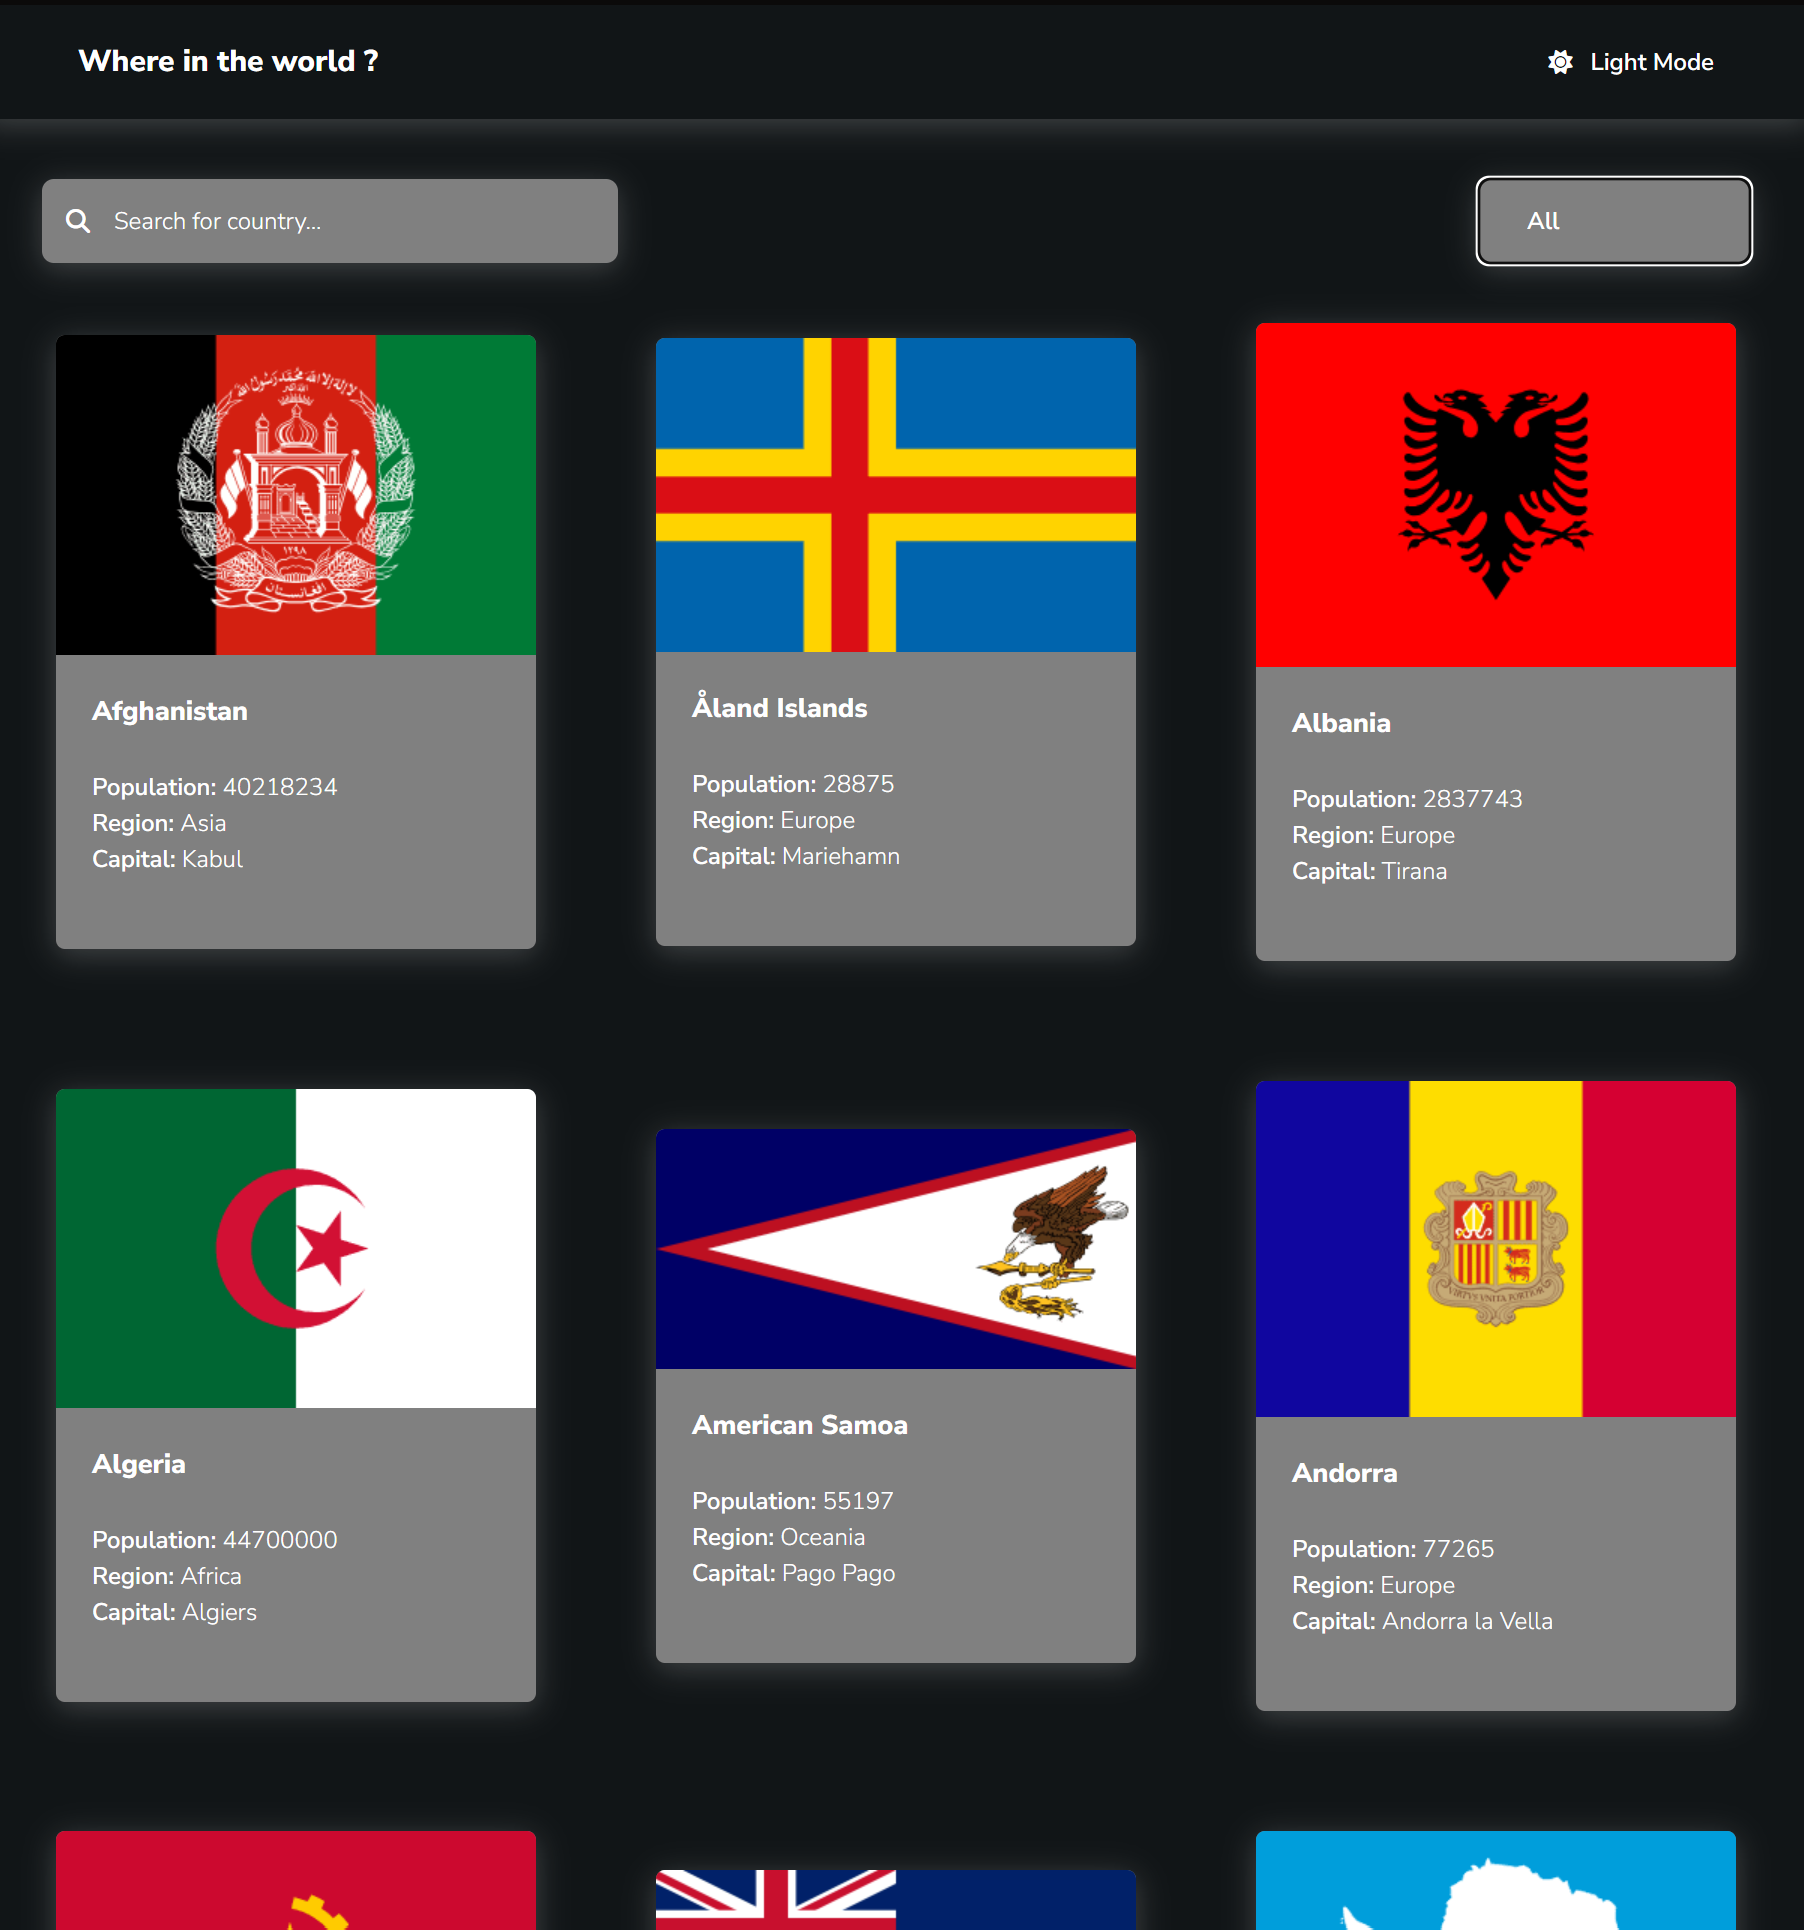 Where in the world ?
Light Mode
Search for country...
All
Afghanistan
Population: 40218234
Region: Asia
Capital: Kabul
Åland Islands
Population: 28875
Region: Europe
Capital: Mariehamn
Albania
Population: 2837743
Region: Europe
Capital: Tirana
Algeria
Population: 44700000
Region: Africa
Capital: Algiers
American Samoa
Population: 55197
Region: Oceania
Capital: Pago Pago
VIRTVS VNITA FORTIOR
Andorra
Population: 77265
Region: Europe
Capital: Andorra la Vella